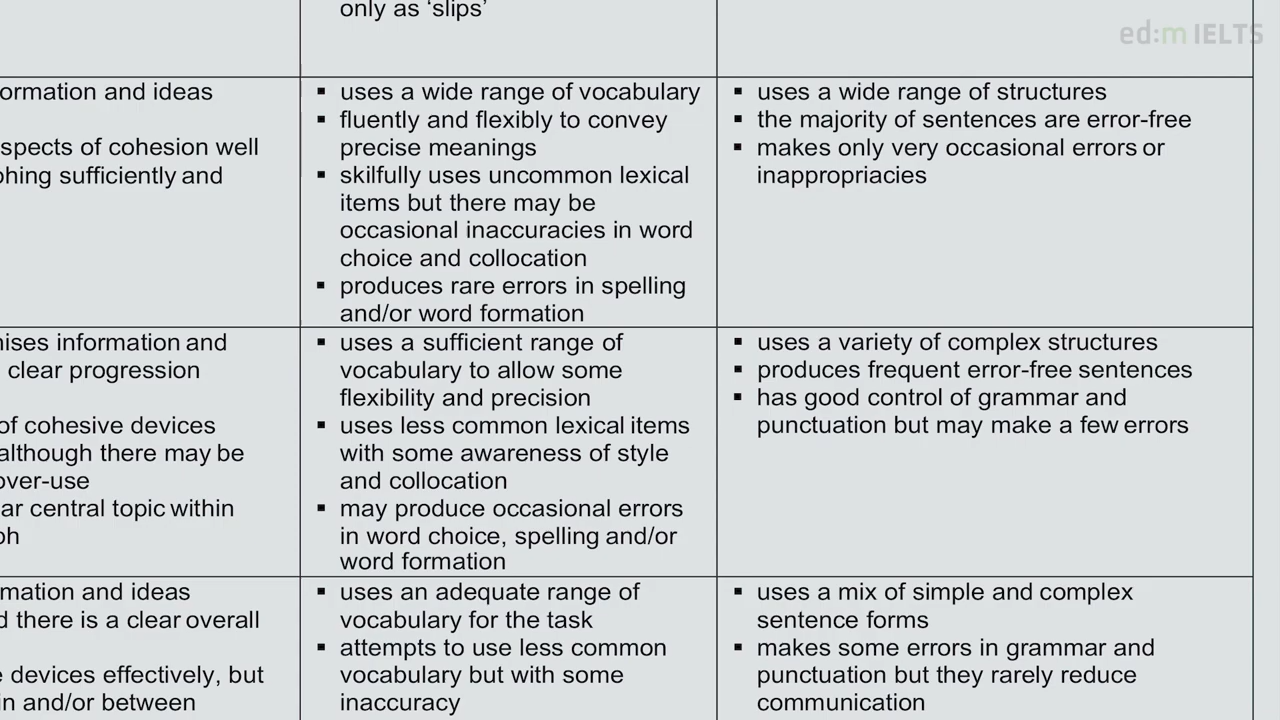 only as ‘slips’
ed:m IELTS
ormation and ideas
spects of cohesion well
phing sufficiently and
uses a wide range of vocabulary
fluently and flexibly to convey
precise meanings
skilfully uses uncommon lexical
items but there may be
occasional inaccuracies in word
choice and collocation
produces rare errors in spelling
and/or word formation
uses a wide range of structures
the majority of sentences are error-free
makes only very occasional errors or
inappropriacies
nises information and
clear progression
of cohesive devices
although there may be
over-use
ar central topic within
ph
uses a sufficient range of
vocabulary to allow some
flexibility and precision
uses less common lexical items
with some awareness of style
and collocation
may produce occasional errors
in word choice, spelling and/or
word formation
uses a variety of complex structures
produces frequent error-free sentences
has good control of grammar and
punctuation but may make a few errors
mation and ideas
d there is a clear overall
e devices effectively, but
in and/or between
uses an adequate range of
vocabulary for the task
attempts to use less common
vocabulary but with some
inaccuracy
uses a mix of simple and complex
sentence forms
makes some errors in grammar and
punctuation but they rarely reduce
communication